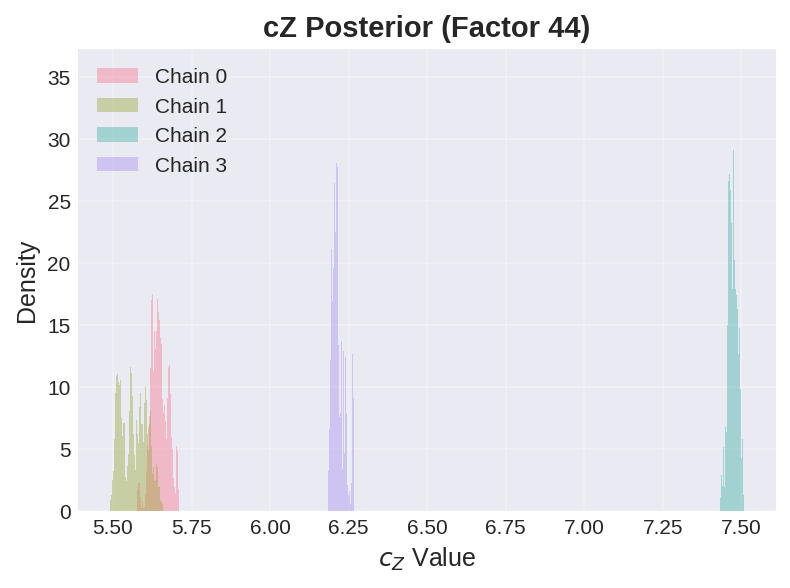 cZ Posterior (Factor 44)
Chain 0
Chain 1
Chain 2
Chain 3
Density
35
30
25
20
15
10
5
0
5.50 5.75 6.00 6.25 6.50 6.75 7.00 7.25 7.50
cZ Value